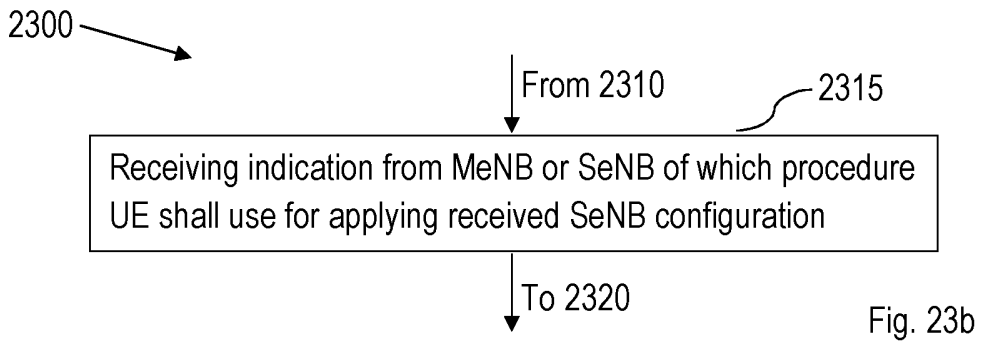 2300
From 2310
2315
Receiving indication from MeNB or SeNB of which procedure
UE shall use for applying received SeNB configuration
To 2320
Fig. 23b